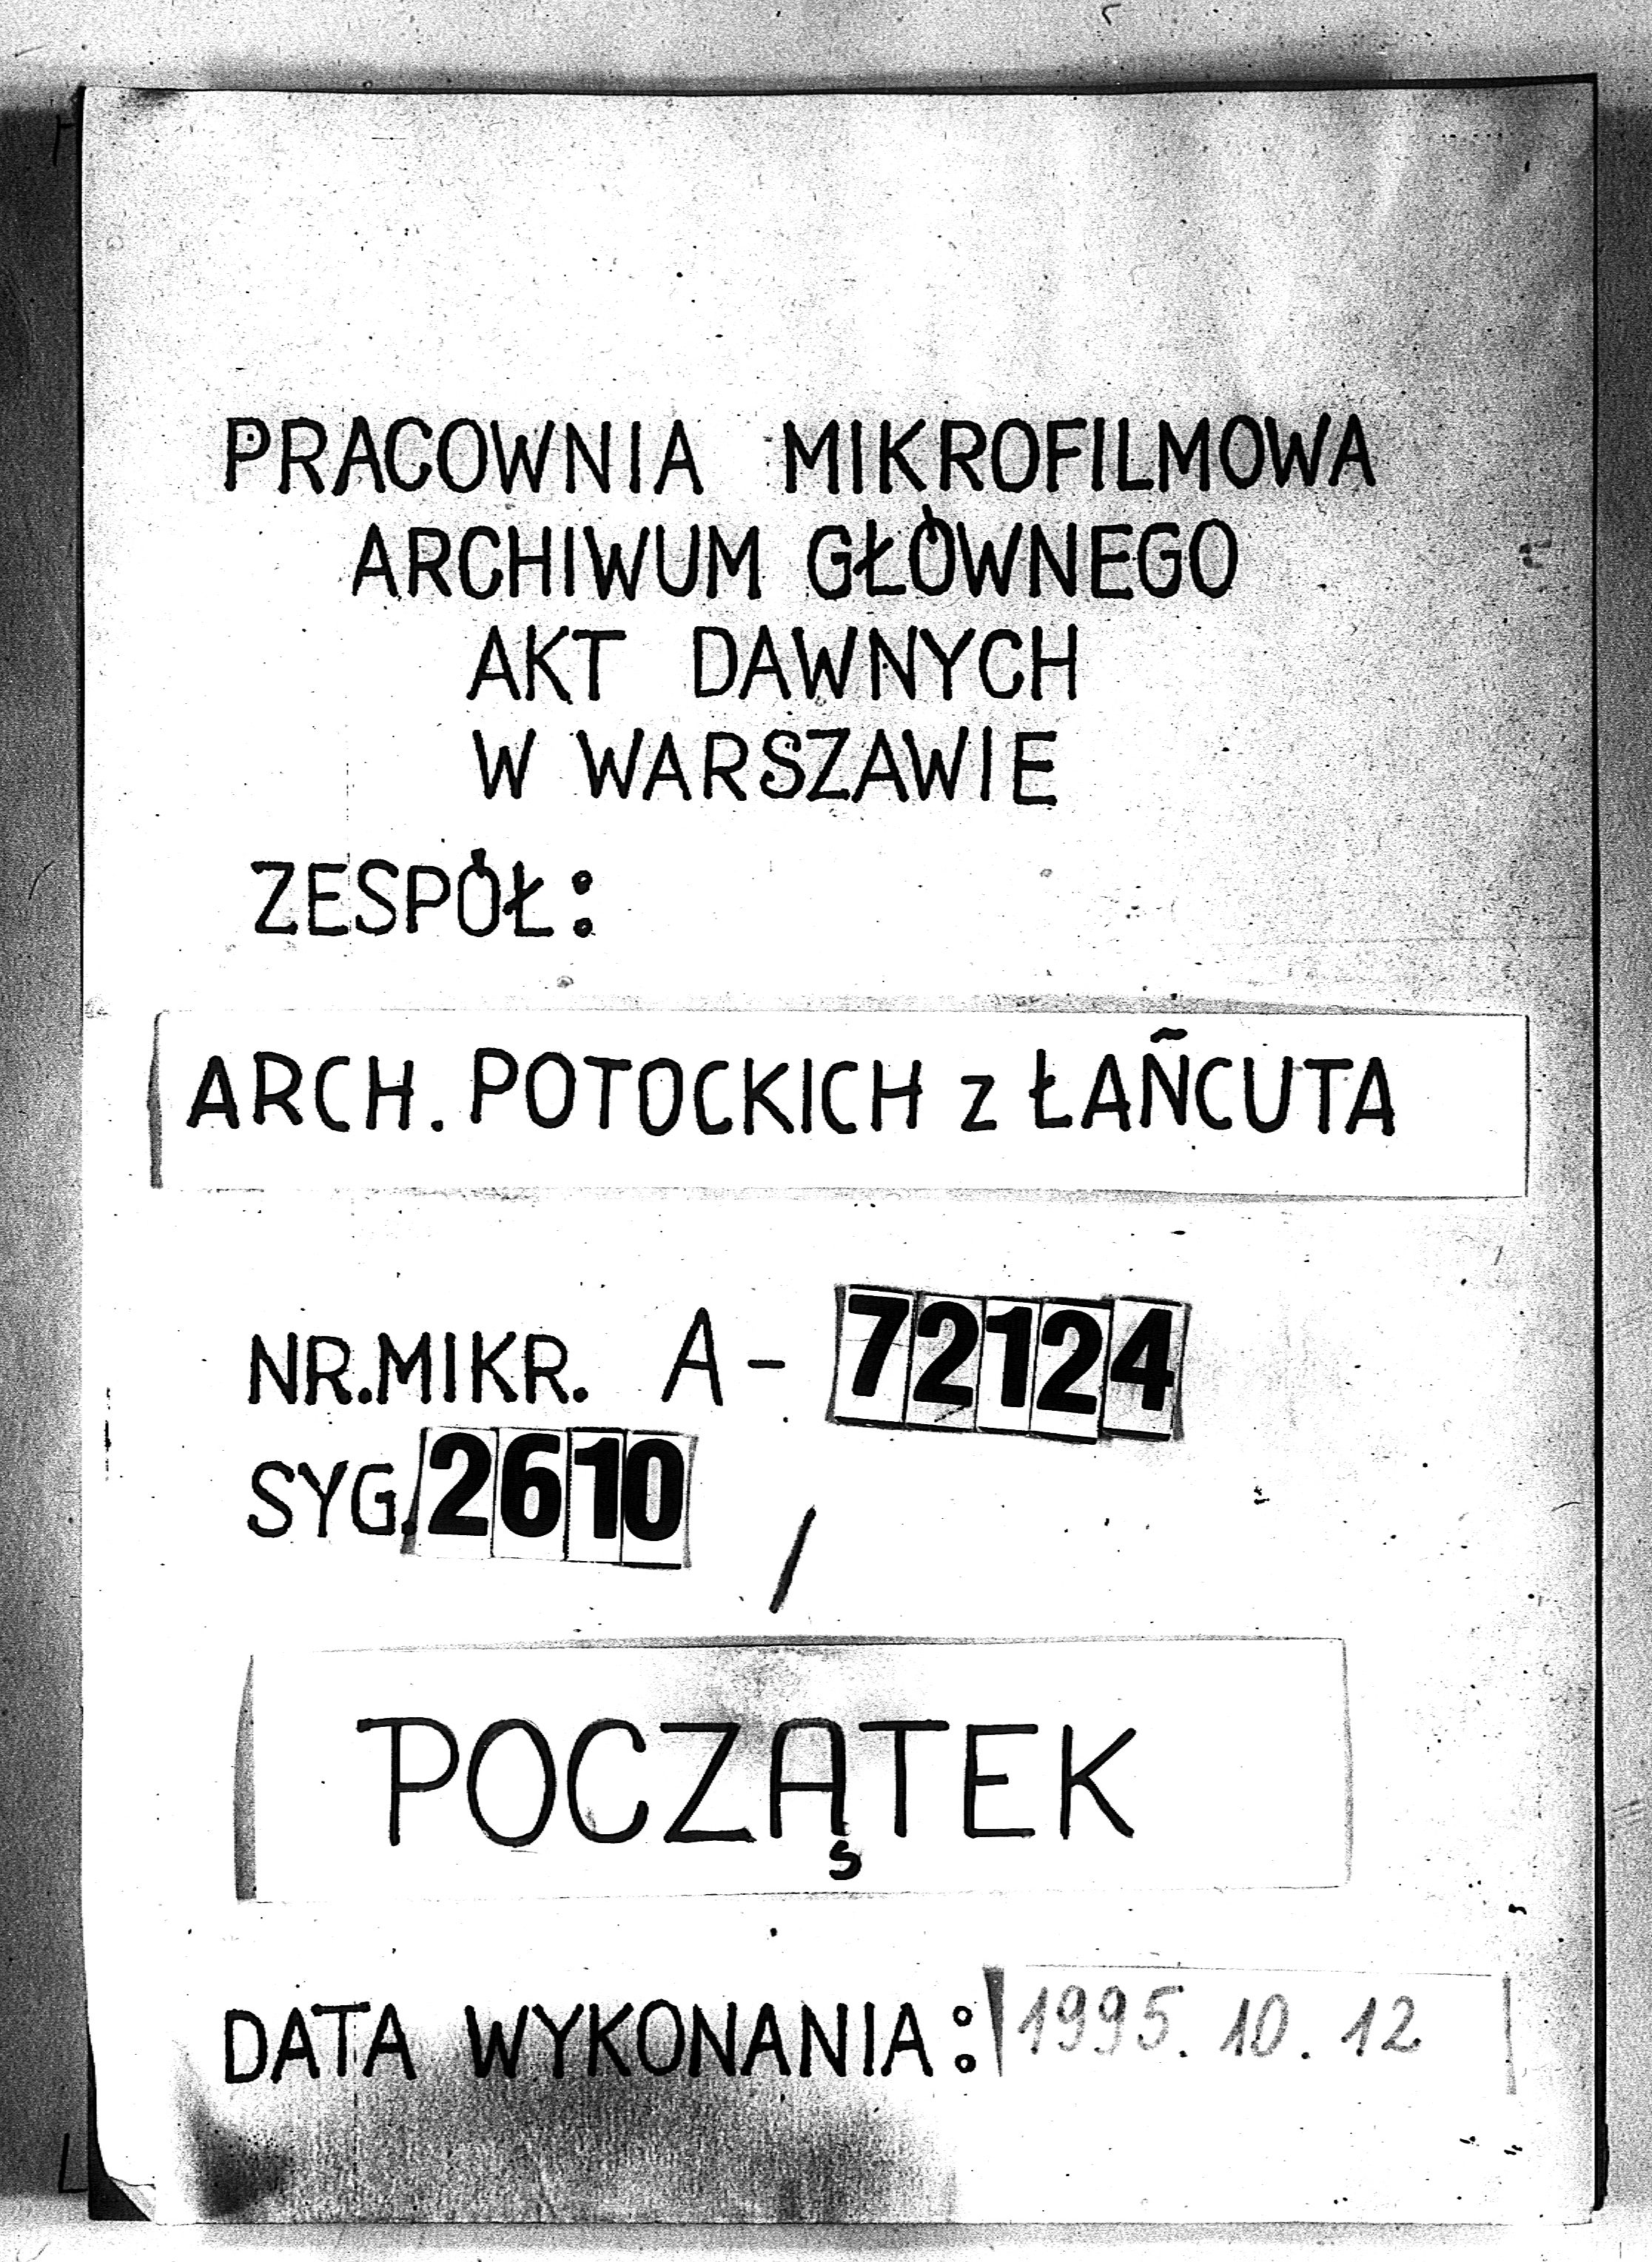 PRACOWNIA MIKROFILMOWA
ARCHIWUM GŁÓWNEGO
AKT DAWNYCH
W WARSZAWIE
ZESPÓŁ:
ARCH. POTOCKICH z ŁAŃCUTA
NR.MIKR. A- 72124
SYG. 2610 /
POCZĄTEK
DATA WYKONANIA: 1995. 10. 12